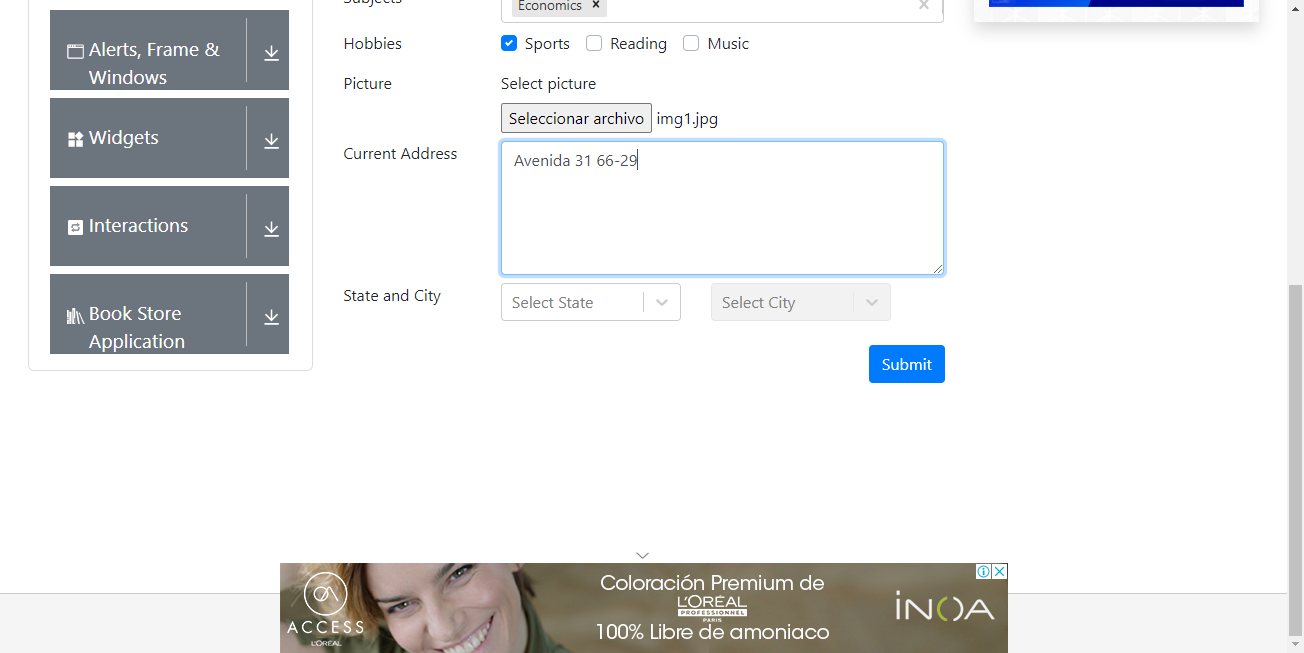 Subjects
Economics ×
×
Alerts, Frame &
Windows
Hobbies
Sports Reading Music
Picture
Select picture
Widgets
Seleccionar archivo img1.jpg
Current Address
Avenida 31 66-29
Interactions
State and City
Select State
Select City
Book Store
Application
Submit
ACCESS
L'ORÉAL
Coloración Premium de
L'ORÉAL
PROFESSIONNEL
PARIS
100% Libre de amoniaco
iNOA